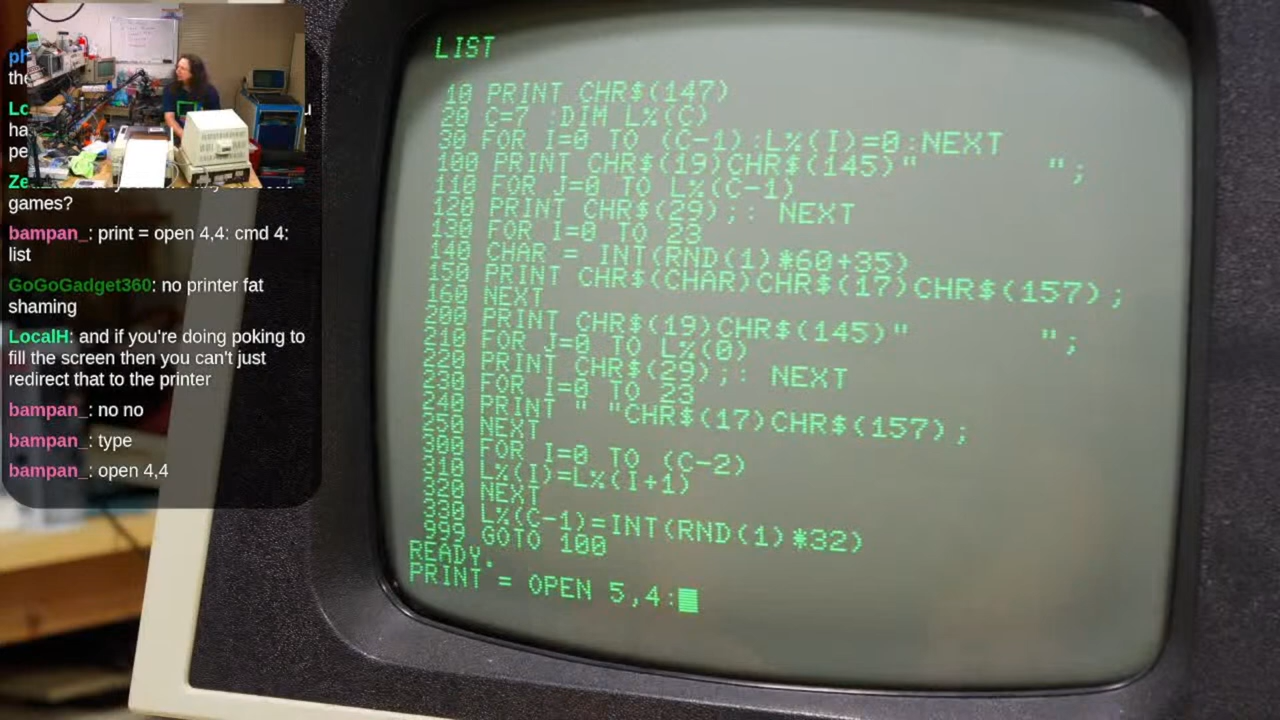 ph
the
Lo
ha
pe
Ze
games?
bampan_: print = open 4,4: cmd 4:
list
GoGoGadget360: no printer fat
shaming
LocalH: and if you're doing poking to
fill the screen then you can't just
redirect that to the printer
bampan_: no no
bampan_: type
bampan_: open 4,4
LIST
10 PRINT CHR$(147)
20 C=7 :DIM L%(C)
30 FOR I=0 TO (C-1):L%(I)=0:NEXT
100 PRINT CHR$(19)CHR$(145)"        ";
110 FOR J=0 TO L%(C-1)
120 PRINT CHR$(29);: NEXT
130 FOR I=0 TO 23
140 CHAR = INT(RND(1)*60+35)
150 PRINT CHR$(CHAR)CHR$(17)CHR$(157);
160 NEXT
200 PRINT CHR$(19)CHR$(145)"        ";
210 FOR J=0 TO L%(0)
220 PRINT CHR$(29);: NEXT
230 FOR I=0 TO 23
240 PRINT " "CHR$(17)CHR$(157);
250 NEXT
300 FOR I=0 TO (C-2)
310 L%(I)=L%(I+1)
320 NEXT
330 L%(C-1)=INT(RND(1)*32)
999 GOTO 100
READY.
PRINT = OPEN 5,4: